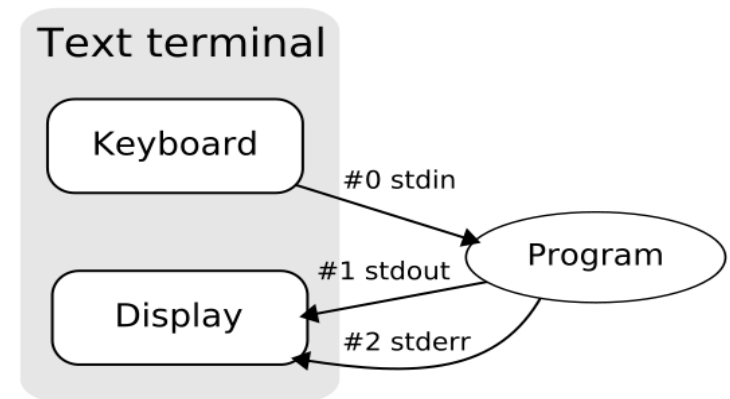 Text terminal
Keyboard
#0 stdin
Program
#1 stdout
Display
#2 stderr